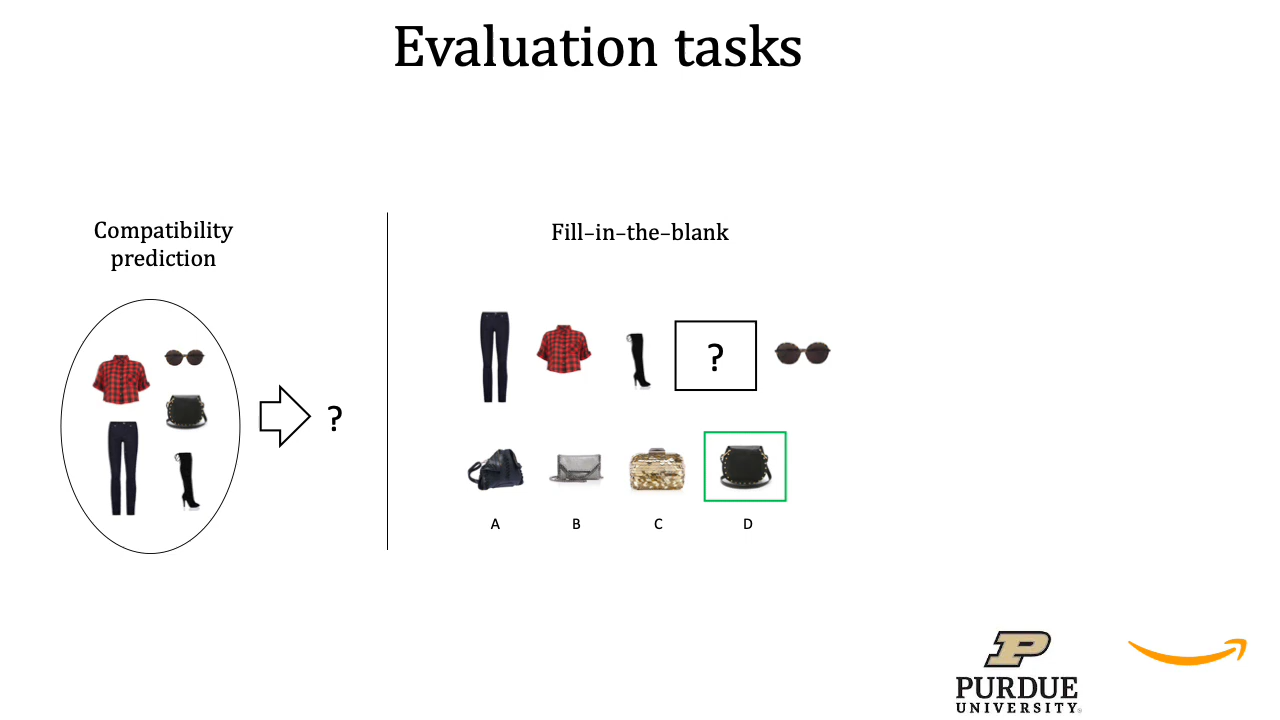 Evaluation tasks
Compatibility
prediction
?
Fill-in-the-blank
?
A
B
C
D
P
PURDUE
UNIVERSITY®